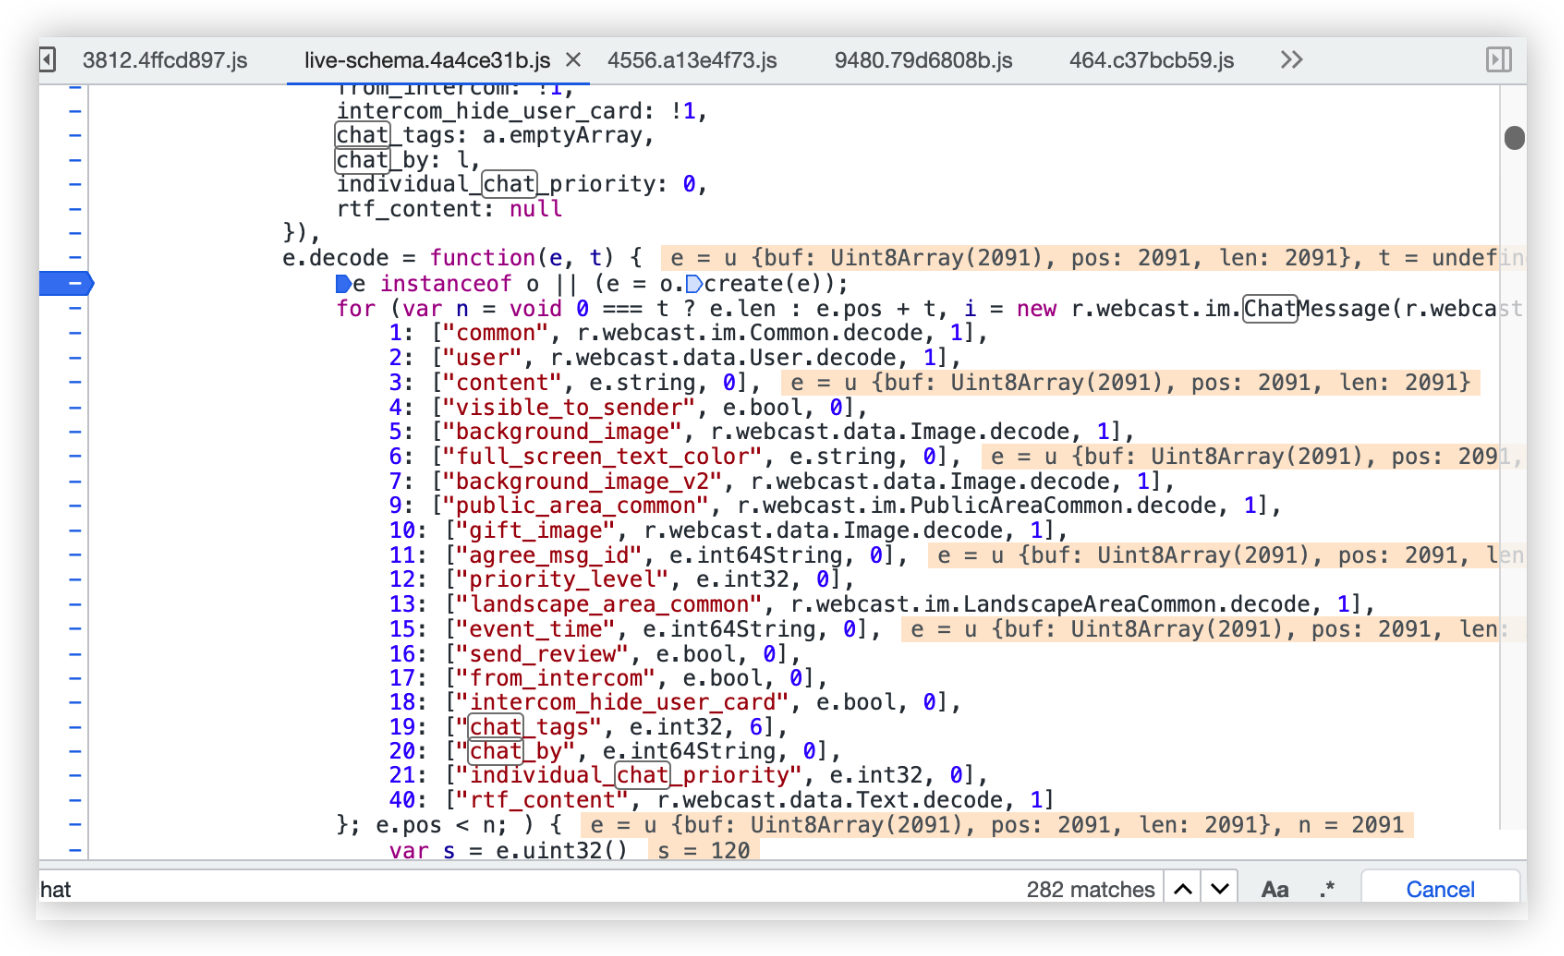 3812.4ffcd897.js live-schema.4a4ce31b.js × 4556.a13e4f73.js 9480.79d6808b.js 464.c37bcb59.js »
from_intercom: !1,
intercom_hide_user_card: !1,
chat_tags: a.emptyArray,
chat_by: l,
individual_chat_priority: 0,
rtf_content: null
}),
e.decode = function(e, t) { e = u {buf: Uint8Array(2091), pos: 2091, len: 2091}, t = undefin
e instanceof o || (e = o.create(e));
for (var n = void 0 === t ? e.len : e.pos + t, i = new r.webcast.im.ChatMessage(r.webcast
1: ["common", r.webcast.im.Common.decode, 1],
2: ["user", r.webcast.data.User.decode, 1],
3: ["content", e.string, 0], e = u {buf: Uint8Array(2091), pos: 2091, len: 2091}
4: ["visible_to_sender", e.bool, 0],
5: ["background_image", r.webcast.data.Image.decode, 1],
6: ["full_screen_text_color", e.string, 0], e = u {buf: Uint8Array(2091), pos: 2091,
7: ["background_image_v2", r.webcast.data.Image.decode, 1],
9: ["public_area_common", r.webcast.im.PublicAreaCommon.decode, 1],
10: ["gift_image", r.webcast.data.Image.decode, 1],
11: ["agree_msg_id", e.int64String, 0], e = u {buf: Uint8Array(2091), pos: 2091, len
12: ["priority_level", e.int32, 0],
13: ["landscape_area_common", r.webcast.im.LandscapeAreaCommon.decode, 1],
15: ["event_time", e.int64String, 0], e = u {buf: Uint8Array(2091), pos: 2091, len:
16: ["send_review", e.bool, 0],
17: ["from_intercom", e.bool, 0],
18: ["intercom_hide_user_card", e.bool, 0],
19: ["chat_tags", e.int32, 6],
20: ["chat_by", e.int64String, 0],
21: ["individual_chat_priority", e.int32, 0],
40: ["rtf_content", r.webcast.data.Text.decode, 1]
}; e.pos < n; ) { e = u {buf: Uint8Array(2091), pos: 2091, len: 2091}, n = 2091
var s = e.uint32() s = 120
hat 282 matches Aa .* Cancel